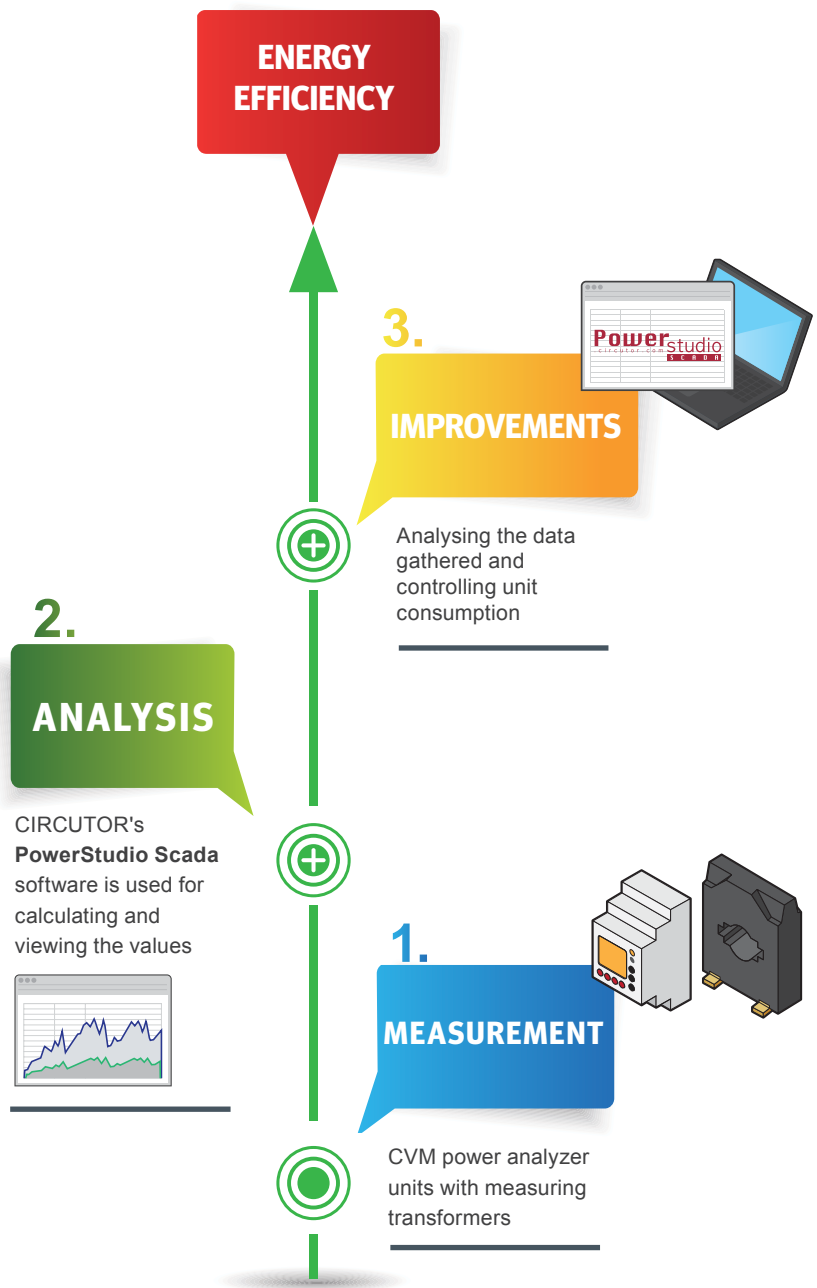 ENERGY
EFFICIENCY
3.
Powerstudio
.circutor.com
SCADA
IMPROVEMENTS
Analysing the data
gathered and
controlling unit
consumption
2.
ANALYSIS
CIRCUTOR's
PowerStudio Scada
software is used for
calculating and
viewing the values
1.
MEASUREMENT
CVM power analyzer
units with measuring
transformers